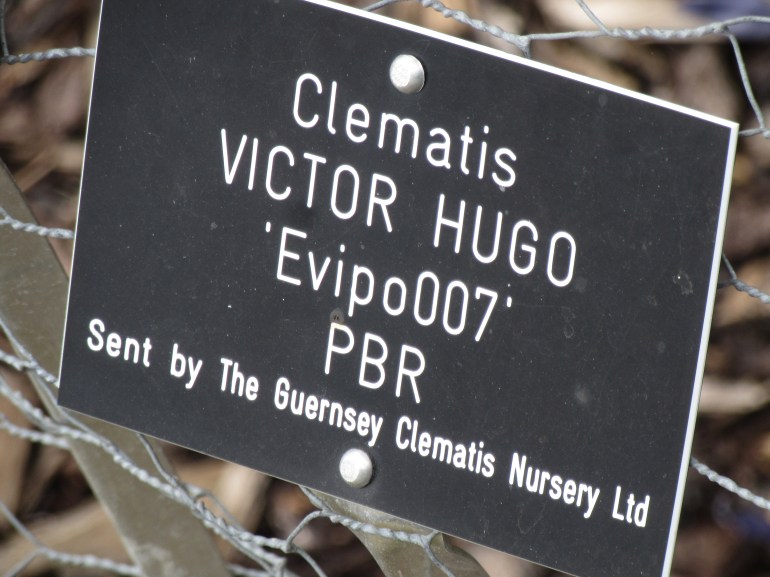 Clematis
VICTOR HUGO
'Evipo007'
PBR
Sent by The Guernsey Clematis Nursery Ltd